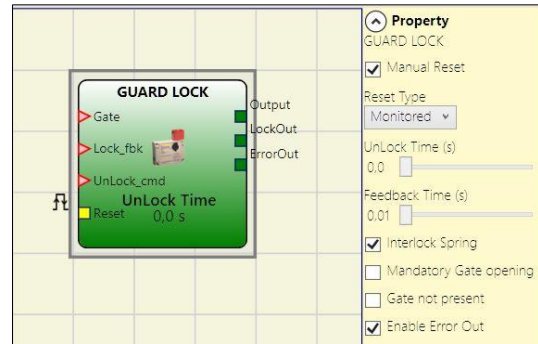 GUARD LOCK
Gate
Lock_fbk
UnLock_cmd
Reset
UnLock Time
0,0 s
Output
LockOut
ErrorOut
Property
GUARD LOCK
Manual Reset
Reset Type
Monitored
UnLock Time (s)
0,0
Feedback Time (s)
0,01
Interlock Spring
Mandatory Gate opening
Gate not present
Enable Error Out